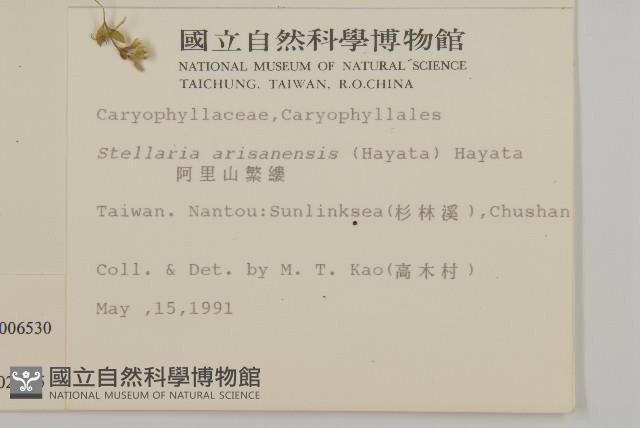 國立自然科學博物館
NATIONAL MUSEUM OF NATURAL SCIENCE
TAICHUNG. TAIWAN, R.O.CHINA
Caryophyllaceae,Caryophyllales
Stellaria arisanensis (Hayata) Hayata
阿里山繁縷
Taiwan. Nantou:Sunlinksea(杉林溪),Chushan
Coll. & Det. by M. T. Kao(高木村)
May ,15,1991
006530
國立自然科學博物館
NATIONAL MUSEUM OF NATURAL SCIENCE